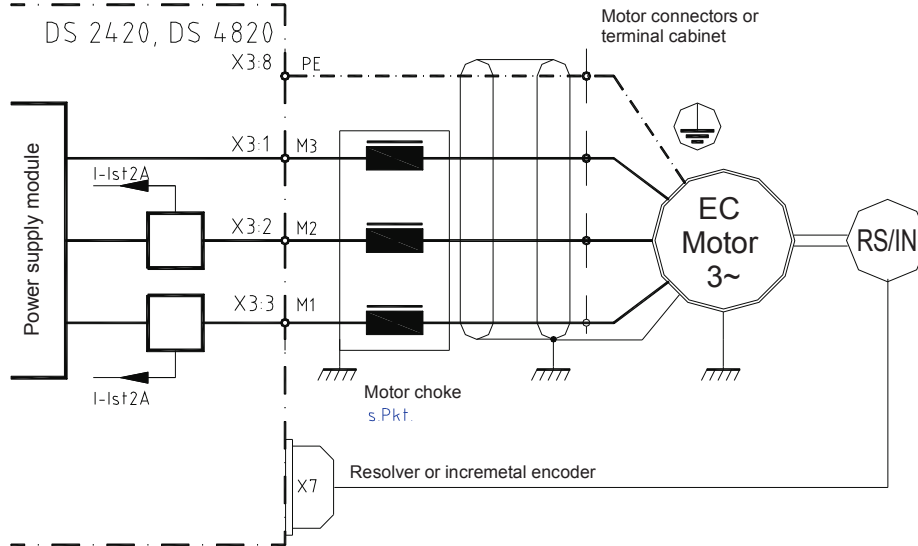 DS 2420, DS 4820
Motor connectors or
terminal cabinet
X3:8 PE
X3:1 M3
I-Ist2A
X3:2 M2
X3:3 M1
I-Ist2A
Power supply module
EC
Motor
3~
RS/IN
Motor choke
s.Pkt.
X7
Resolver or incremetal encoder